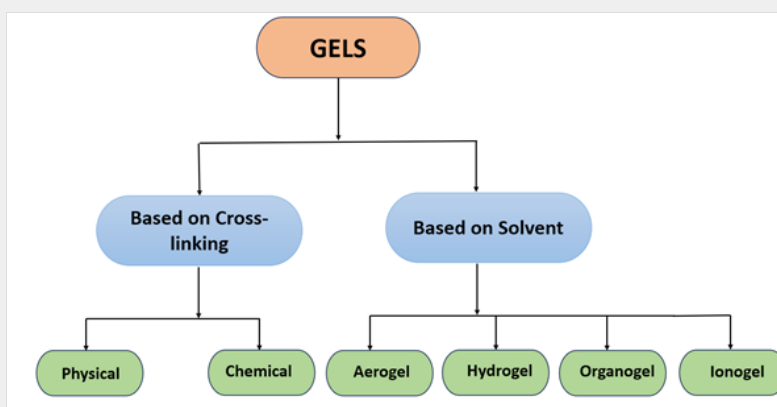 GELS
Based on Cross-
linking
Based on Solvent
Physical
Chemical
Aerogel
Hydrogel
Organogel
Ionogel